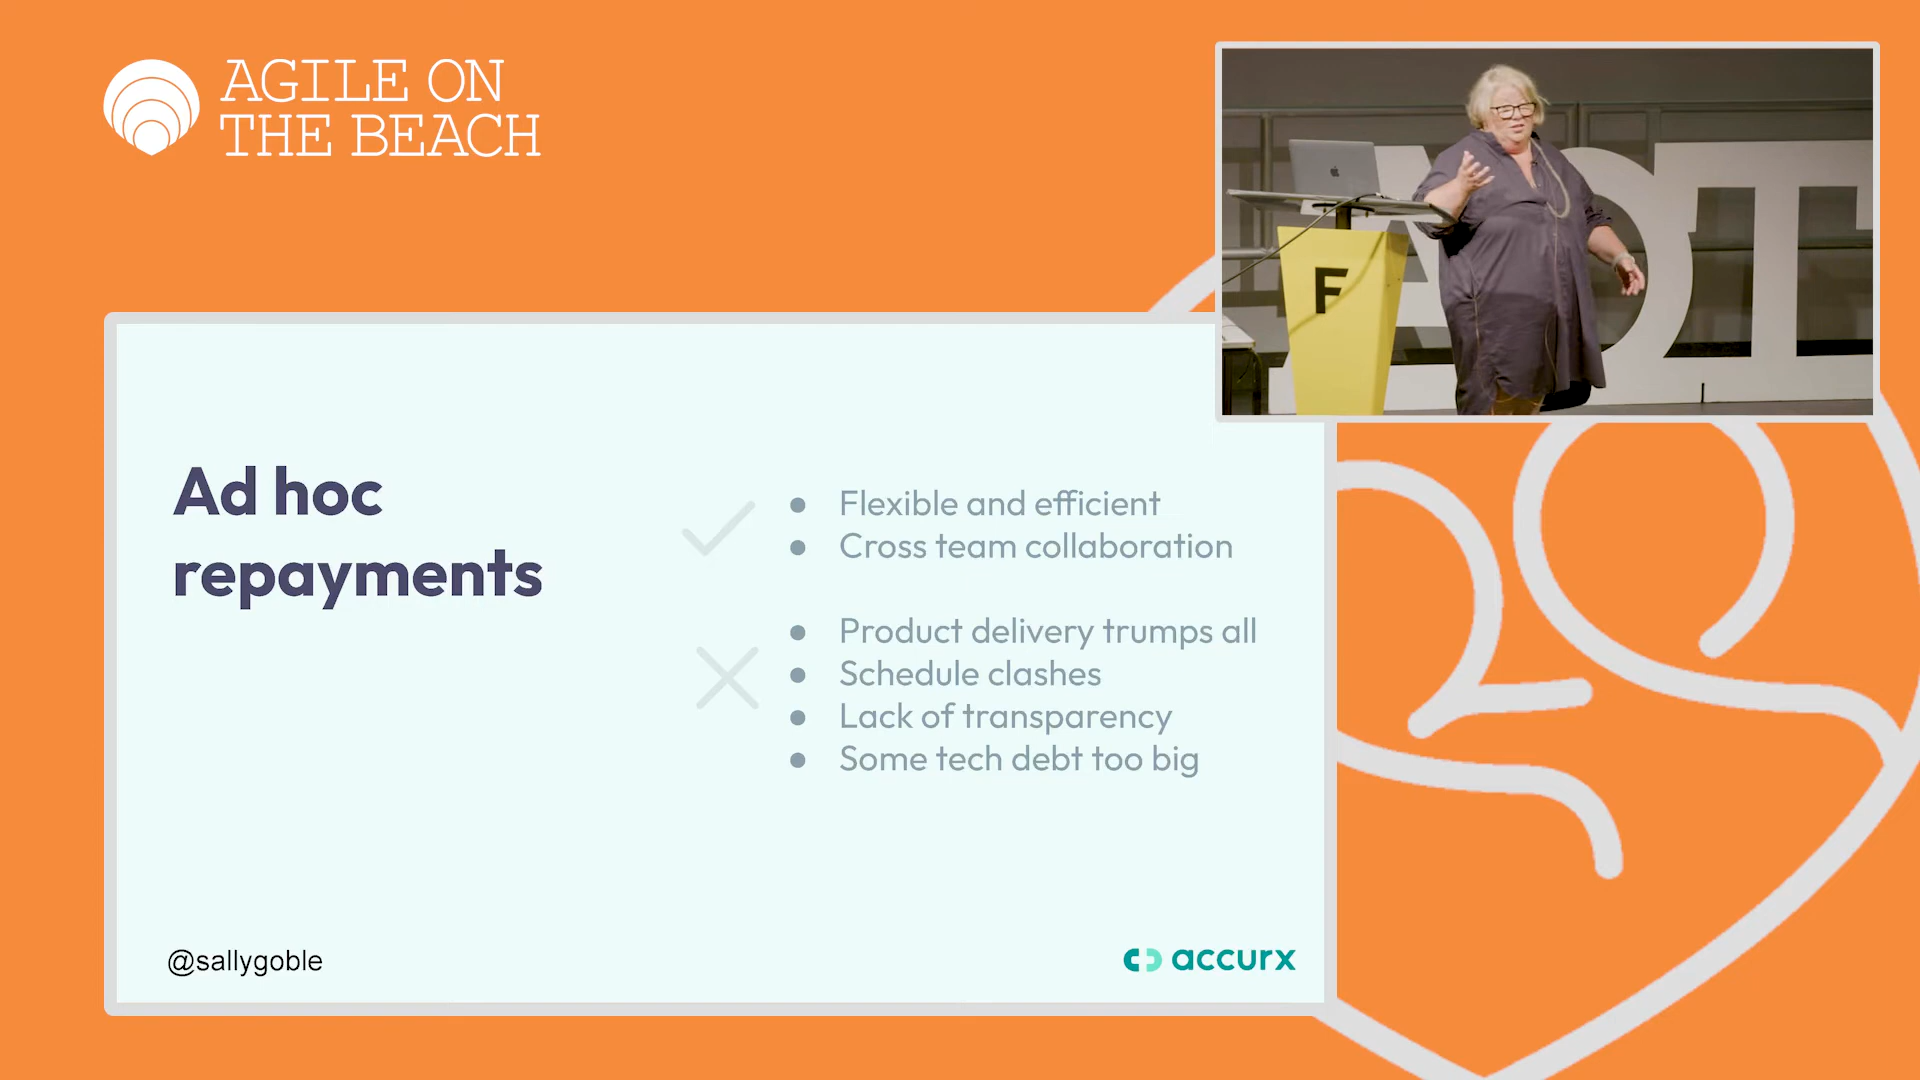 AGILE ON
THE BEACH
F
Ad hoc
repayments
Flexible and efficient
Cross team collaboration
Product delivery trumps all
Schedule clashes
Lack of transparency
Some tech debt too big
@sallygoble
accurx